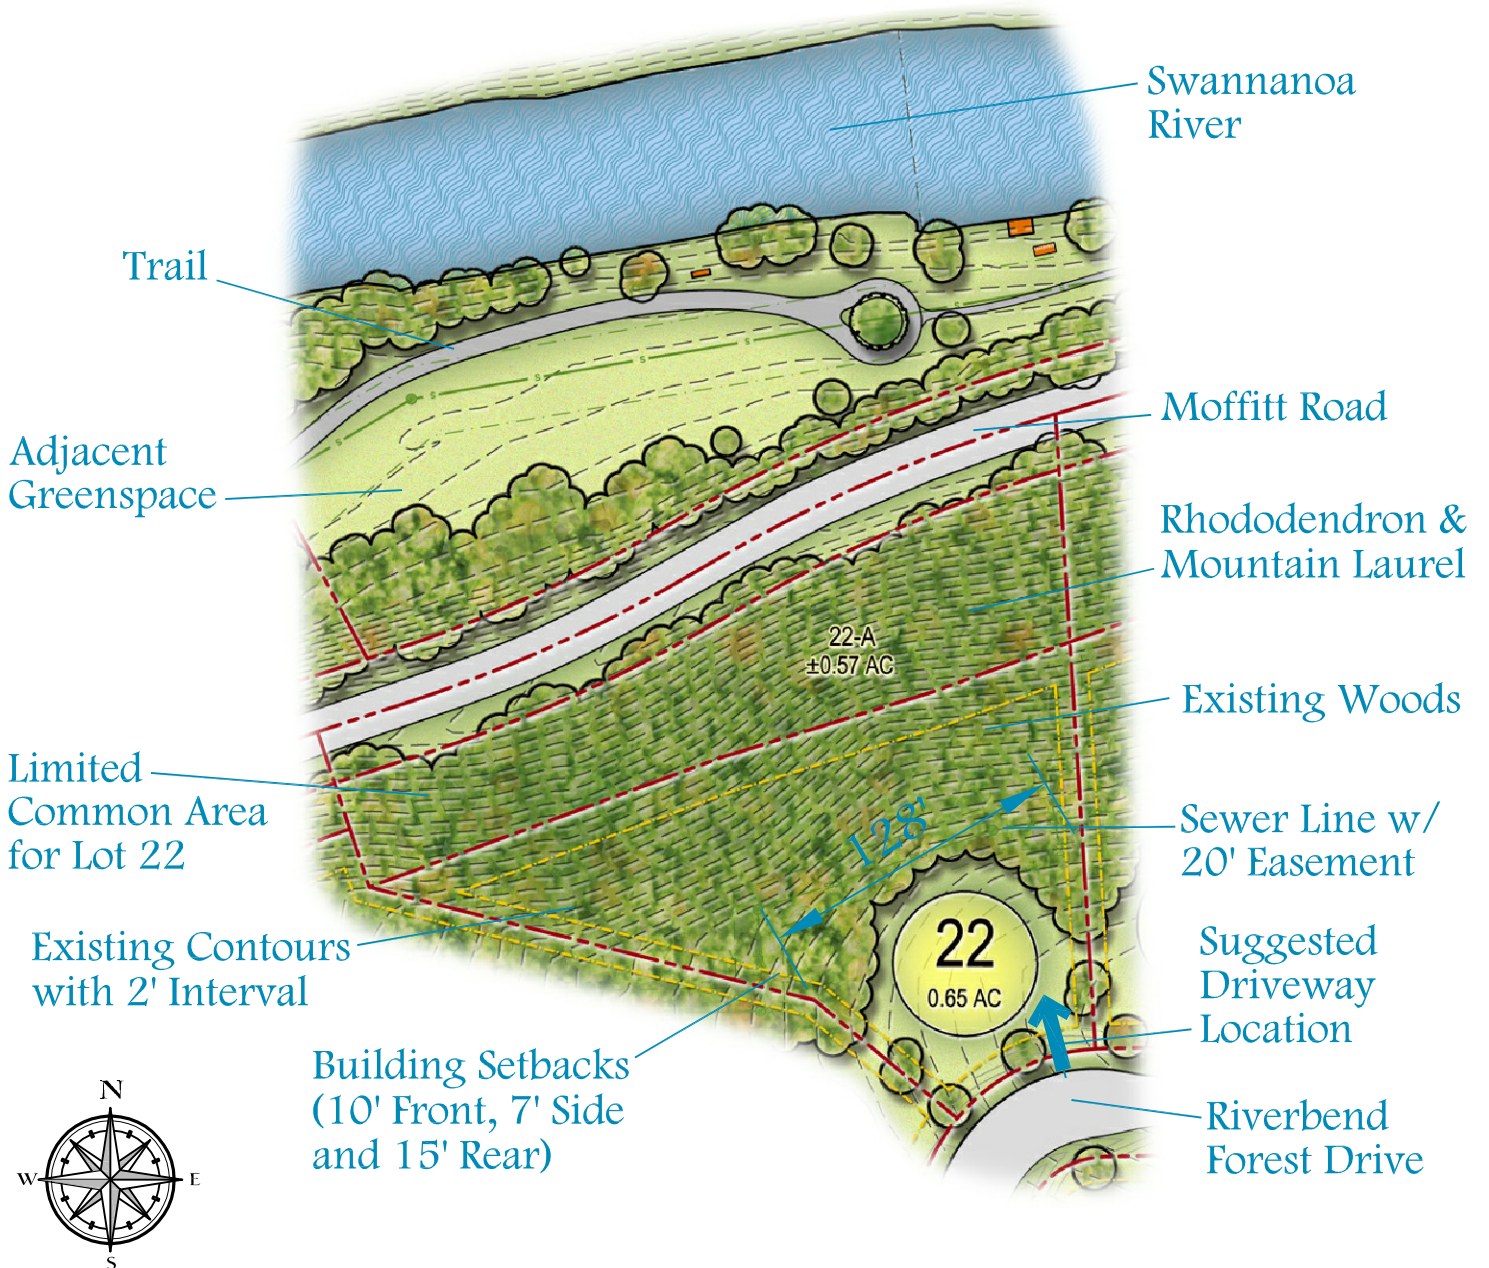 Swannanoa
River
Trail
Moffitt Road
Adjacent
Greenspace
Rhododendron &
Mountain Laurel
22-A
±0.57 AC
Existing Woods
Limited
Common Area
for Lot 22
128'
Sewer Line w/
20' Easement
22
0.65 AC
Existing Contours
with 2' Interval
Suggested
Driveway
Location
Building Setbacks
(10' Front, 7' Side
and 15' Rear)
Riverbend
Forest Drive
N
W
E
S
S
S
S
S
S
S